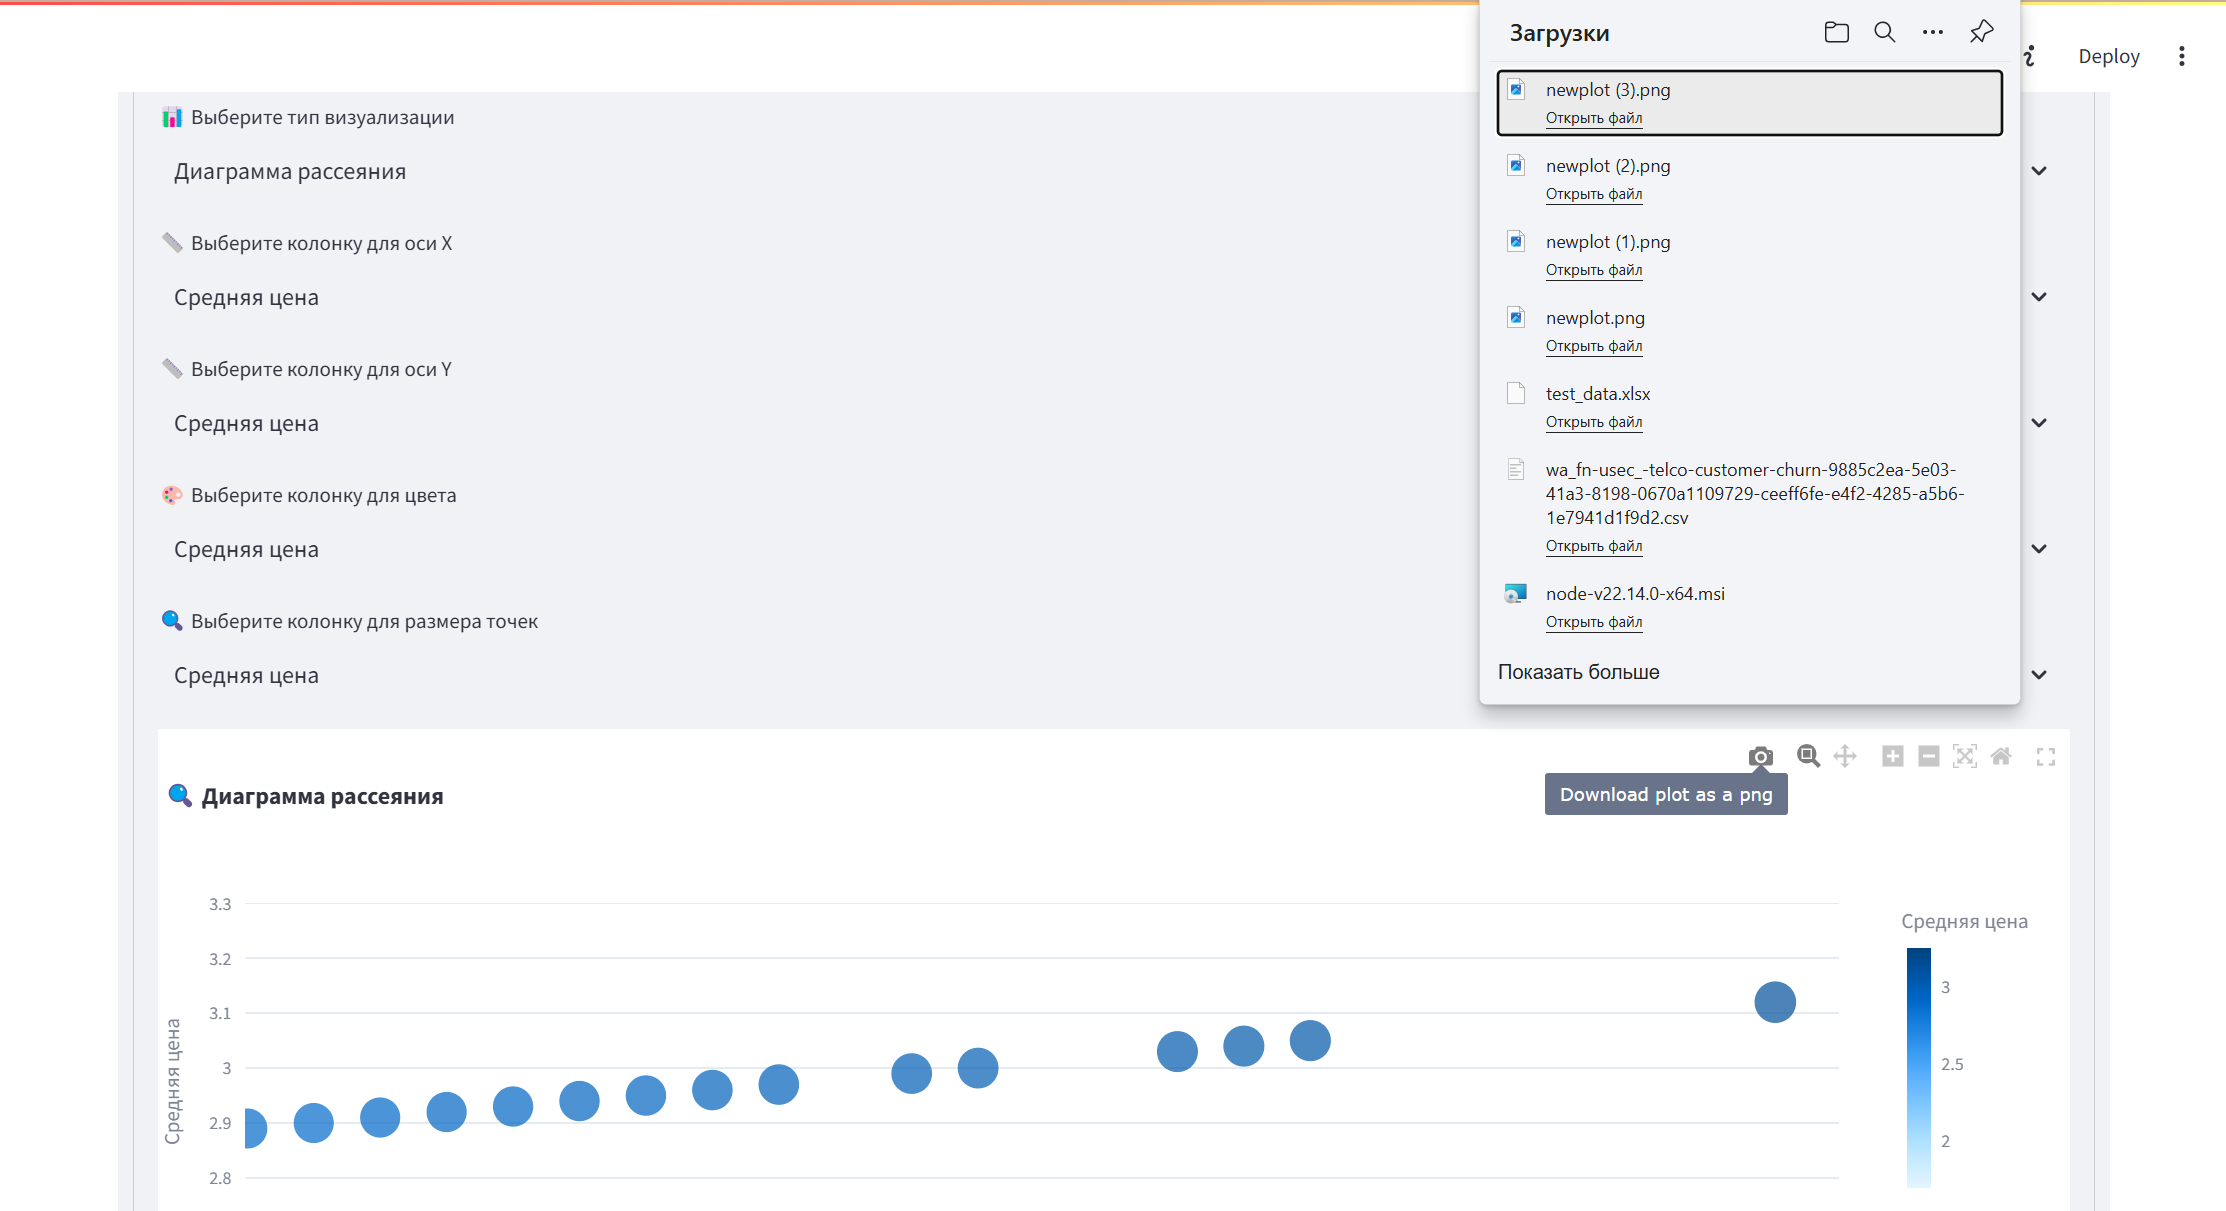 Deploy
Выберите тип визуализации
Диаграмма рассеяния
Выберите колонку для оси X
Средняя цена
Выберите колонку для оси Y
Средняя цена
Выберите колонку для цвета
Средняя цена
Выберите колонку для размера точек
Средняя цена
Загрузки
newplot (3).png
Открыть файл
newplot (2).png
Открыть файл
newplot (1).png
Открыть файл
newplot.png
Открыть файл
test_data.xlsx
Открыть файл
wa_fn-usec_-telco-customer-churn-9885c2ea-5e03-
41a3-8198-0670a1109729-ceeff6fe-e4f2-4285-a5b6-
1e7941d1f9d2.csv
Открыть файл
node-v22.14.0-x64.msi
Открыть файл
Показать больше
Download plot as a png
Диаграмма рассеяния
3.3
3.2
3.1
3
2.9
2.8
Средняя цена
Средняя цена
3
2.5
2